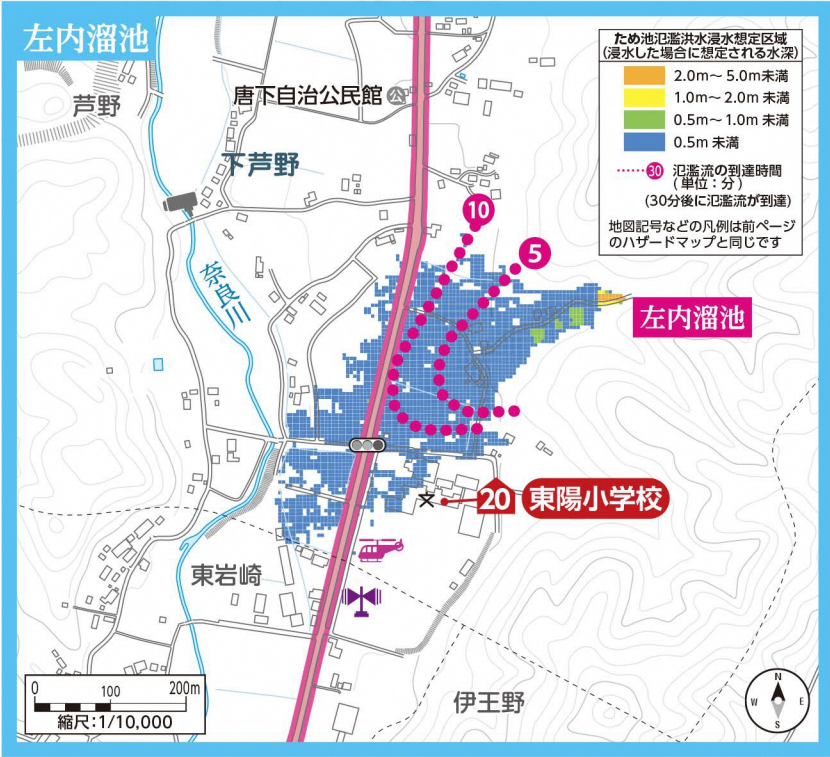 左内溜池
ため池氾濫洪水浸水想定区域
(浸水した場合に想定される水深)
2.0m～5.0m未満
1.0m～2.0m 未満
0.5m～1.0m 未満
0.5m 未満
30 氾濫流の到達時間
(単位：分)
(30分後に氾濫流が到達)
地図記号などの凡例は前ページ
のハザードマップと同じです
芦野
唐下自治公民館 公
下芦野
10
5
奈良川
左内溜池
20 東陽小学校
文
東岩崎
伊王野
0 100 200m
縮尺：1/10,000
N
W E
S